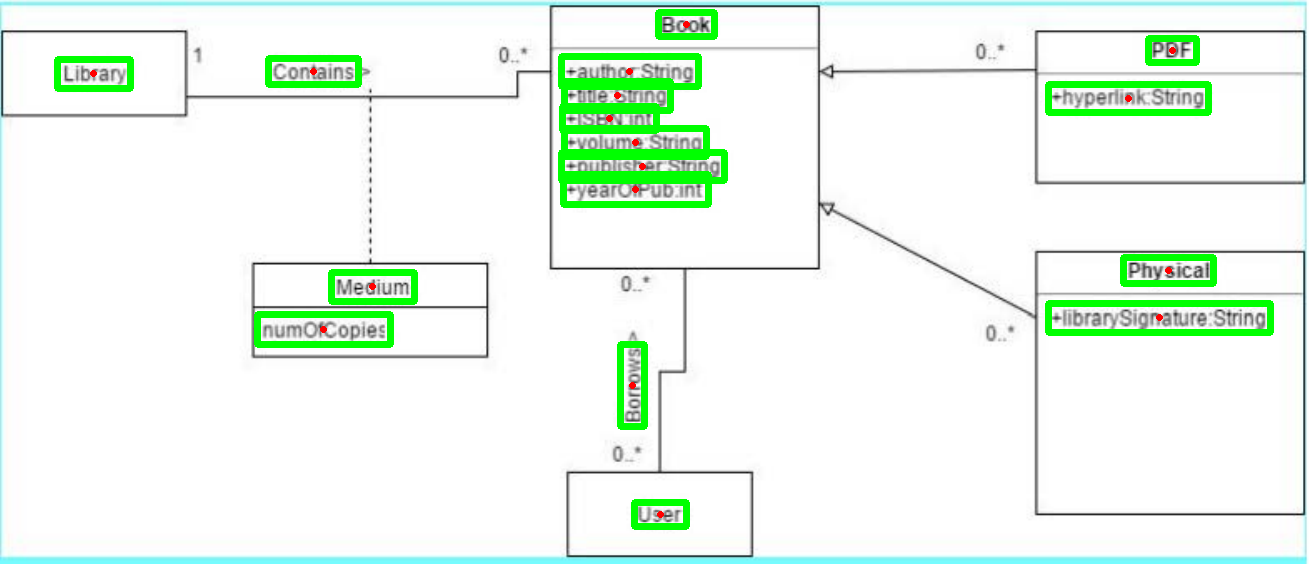 Book
Library
1
Contains >
0..*
+author:String
+title:String
+ISBN:int
+volume:String
+publisher:String
+yearOfPub:int
0..*
PDF
+hyperlink:String
Medium
numOfCopies
0..*
Borrows >
0..*
User
Physical
+librarySignature:String
0..*